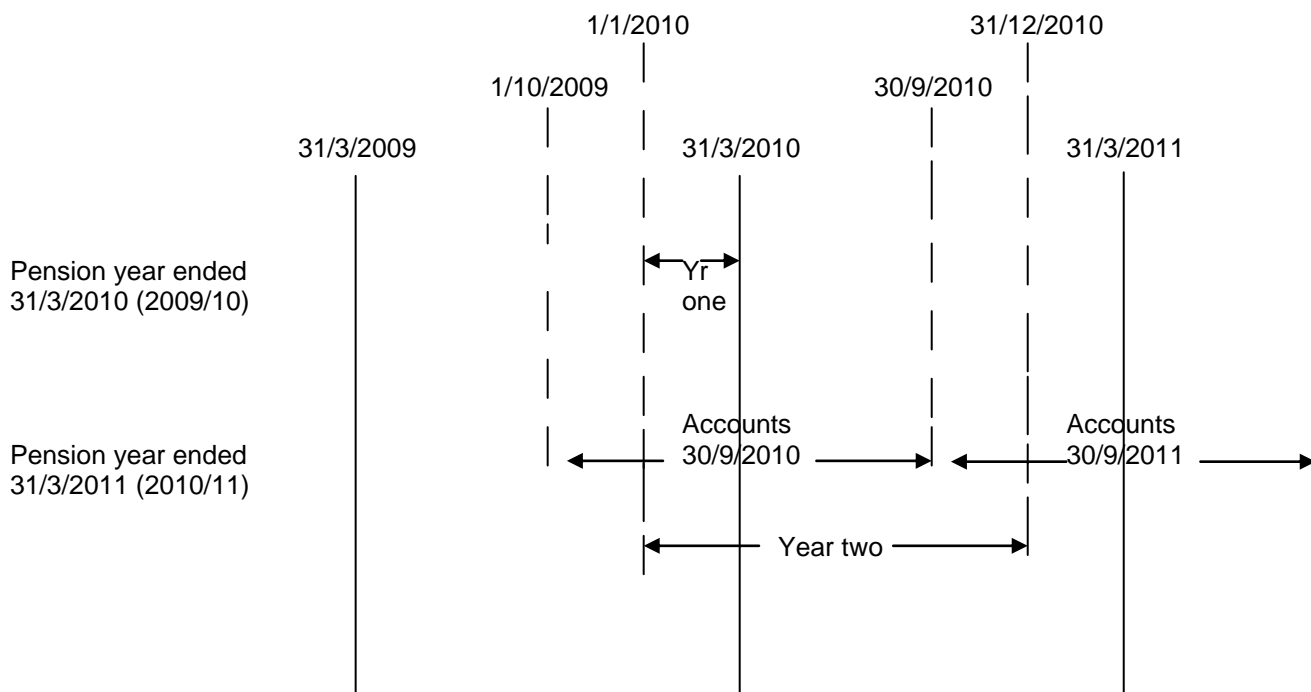 1/1/2010
31/12/2010
1/10/2009
30/9/2010
31/3/2009
31/3/2010
31/3/2011
Pension year ended
31/3/2010 (2009/10)
Yr
one
Pension year ended
31/3/2011 (2010/11)
Accounts
30/9/2010
Accounts
30/9/2011
Year two